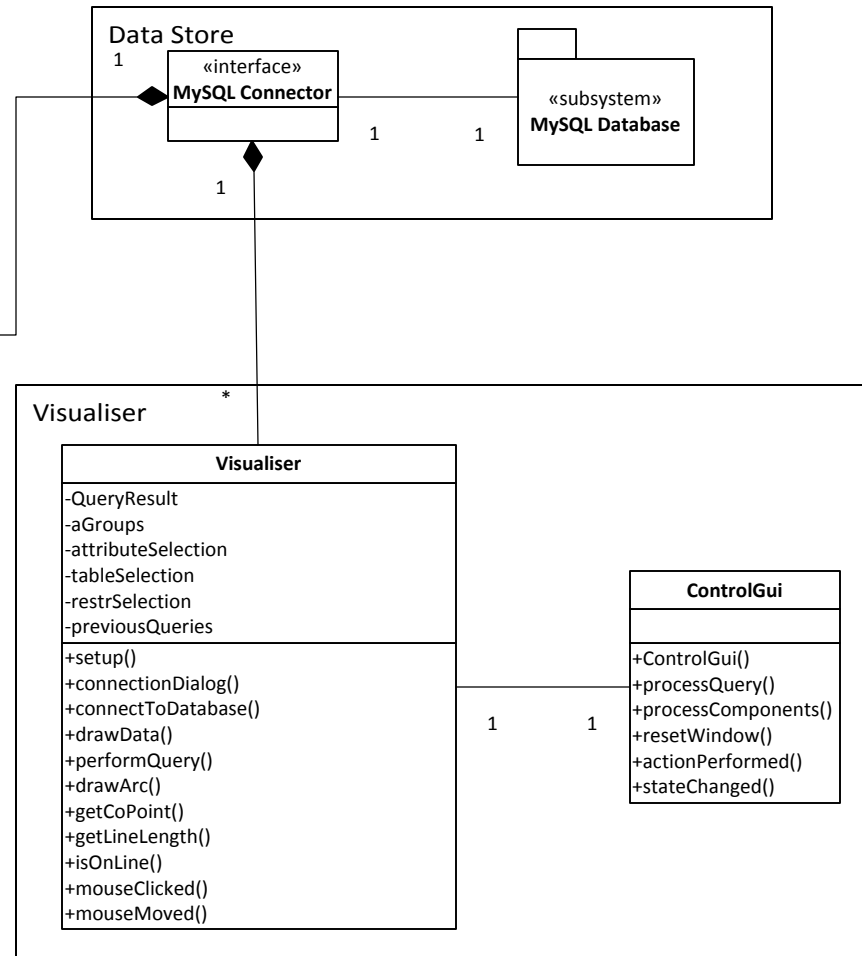 Data Store
1
«interface»
MySQL Connector
«subsystem»
MySQL Database
1
1
1
*
Visualiser
Visualiser
-QueryResult
-aGroups
-attributeSelection
-tableSelection
-restrSelection
-previousQueries
+setup()
+connectionDialog()
+connectToDatabase()
+drawData()
+performQuery()
+drawArc()
+getCoPoint()
+getLineLength()
+isOnLine()
+mouseClicked()
+mouseMoved()
1
1
ControlGui
+ControlGui()
+processQuery()
+processComponents()
+resetWindow()
+actionPerformed()
+stateChanged()